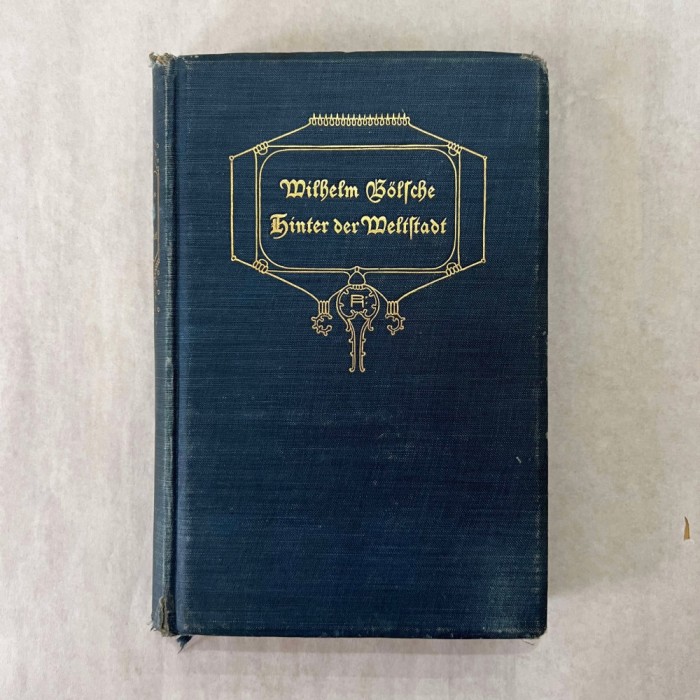 Wilhelm Bölſche
Hinter der Weltſtadt